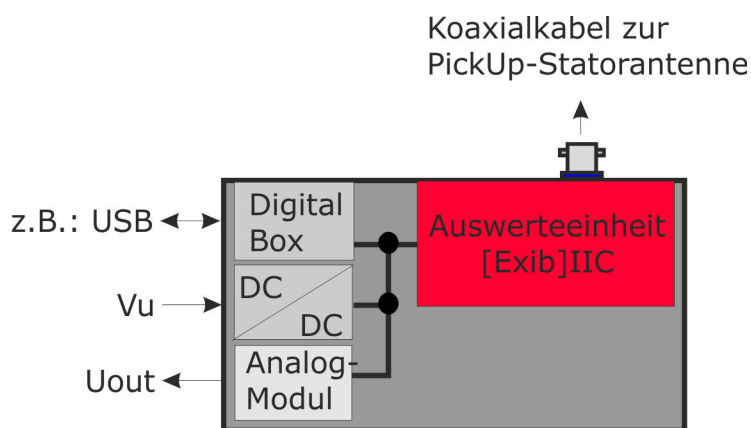 Koaxialkabel zur
PickUp-Statorantenne
z.B.: USB
Digital
Box
Auswerteeinheit
[Exib]IIC
Vu
DC
DC
Uout
Analog-
Modul